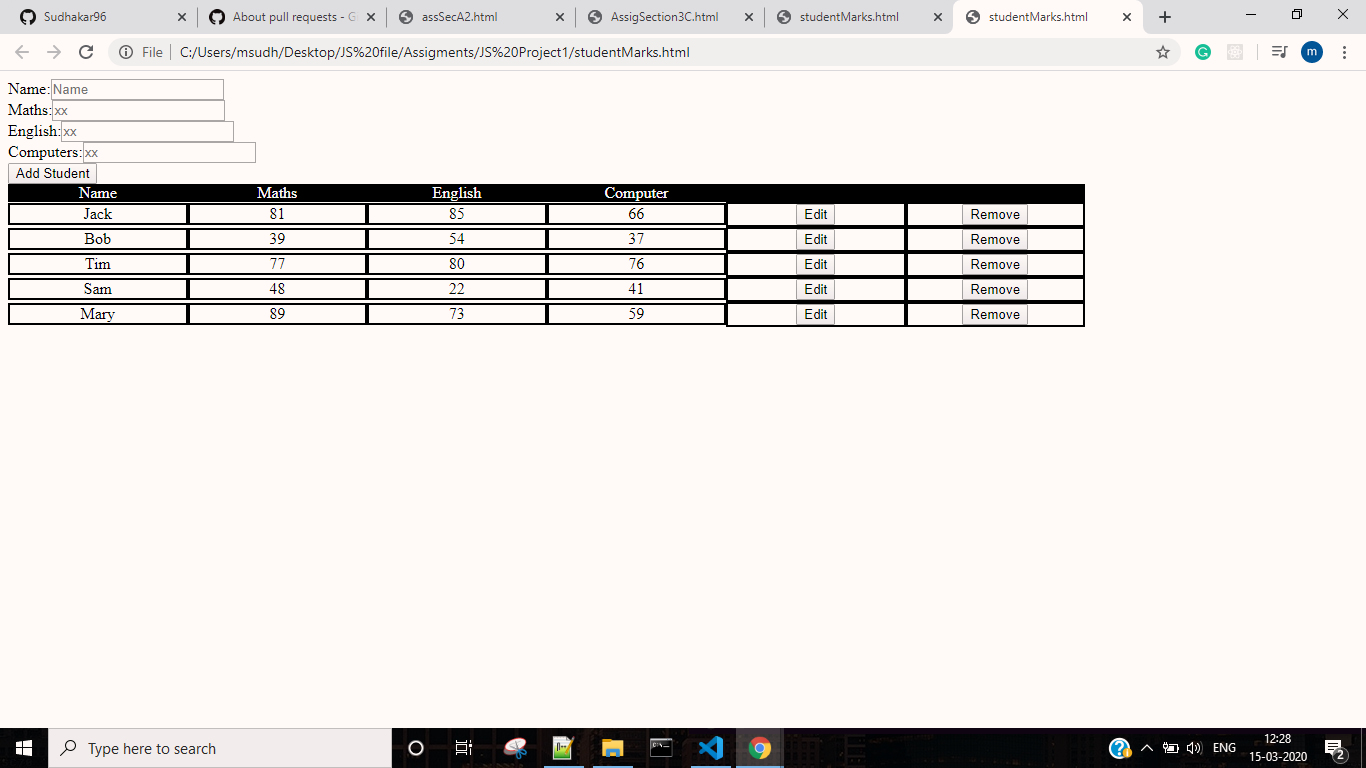 Sudhakar96 About pull requests - G assSecA2.html AssigSection3C.html studentMarks.html studentMarks.html
File C:/Users/msudh/Desktop/JS%20file/Assigments/JS%20Project1/studentMarks.html m
Name: Name
Maths: xx
English: xx
Computers: xx
Add Student
Name Maths English Computer
Jack 81 85 66 Edit Remove
Bob 39 54 37 Edit Remove
Tim 77 80 76 Edit Remove
Sam 48 22 41 Edit Remove
Mary 89 73 59 Edit Remove
Type here to search ENG 12:28
15-03-2020 2